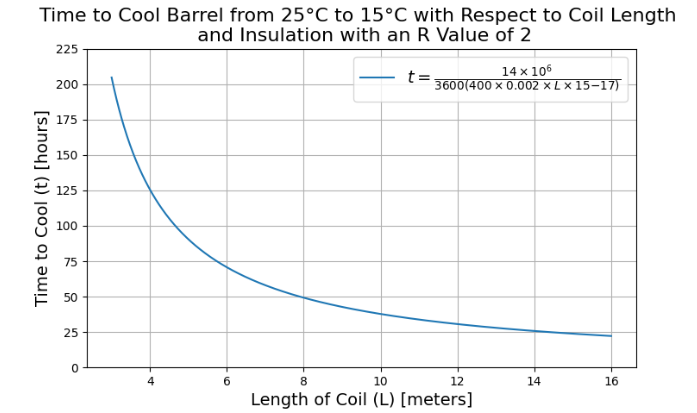 Time to Cool Barrel from 25°C to 15°C with Respect to Coil Length
and Insulation with an R Value of 2
225
200
175
150
125
100
75
50
25
0
Time to Cool (t) [hours]
t = 14 × 10⁶ / 3600(400 × 0.002 × L × 15−17)
4 6 8 10 12 14 16
Length of Coil (L) [meters]